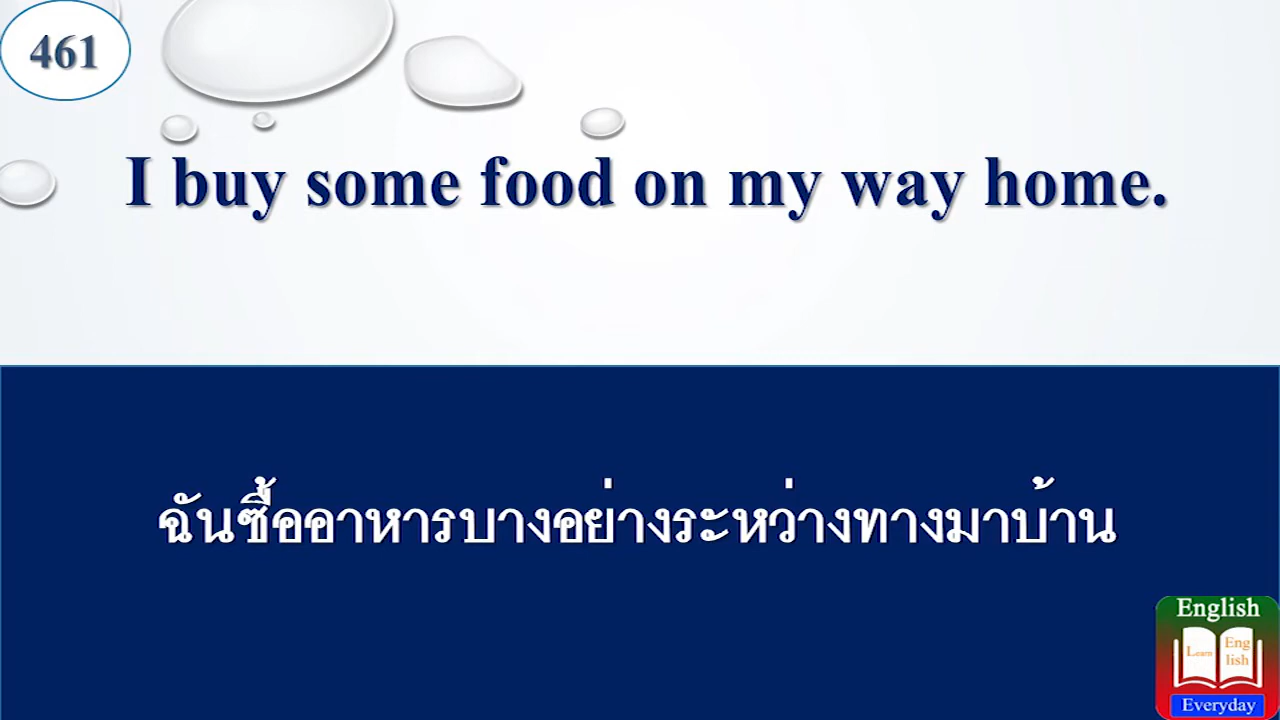 461
I buy some food on my way home.
ฉันซื้ออาหารบางอย่างระหว่างทางมาบ้าน
English
Learn
Eng
lish
Everyday